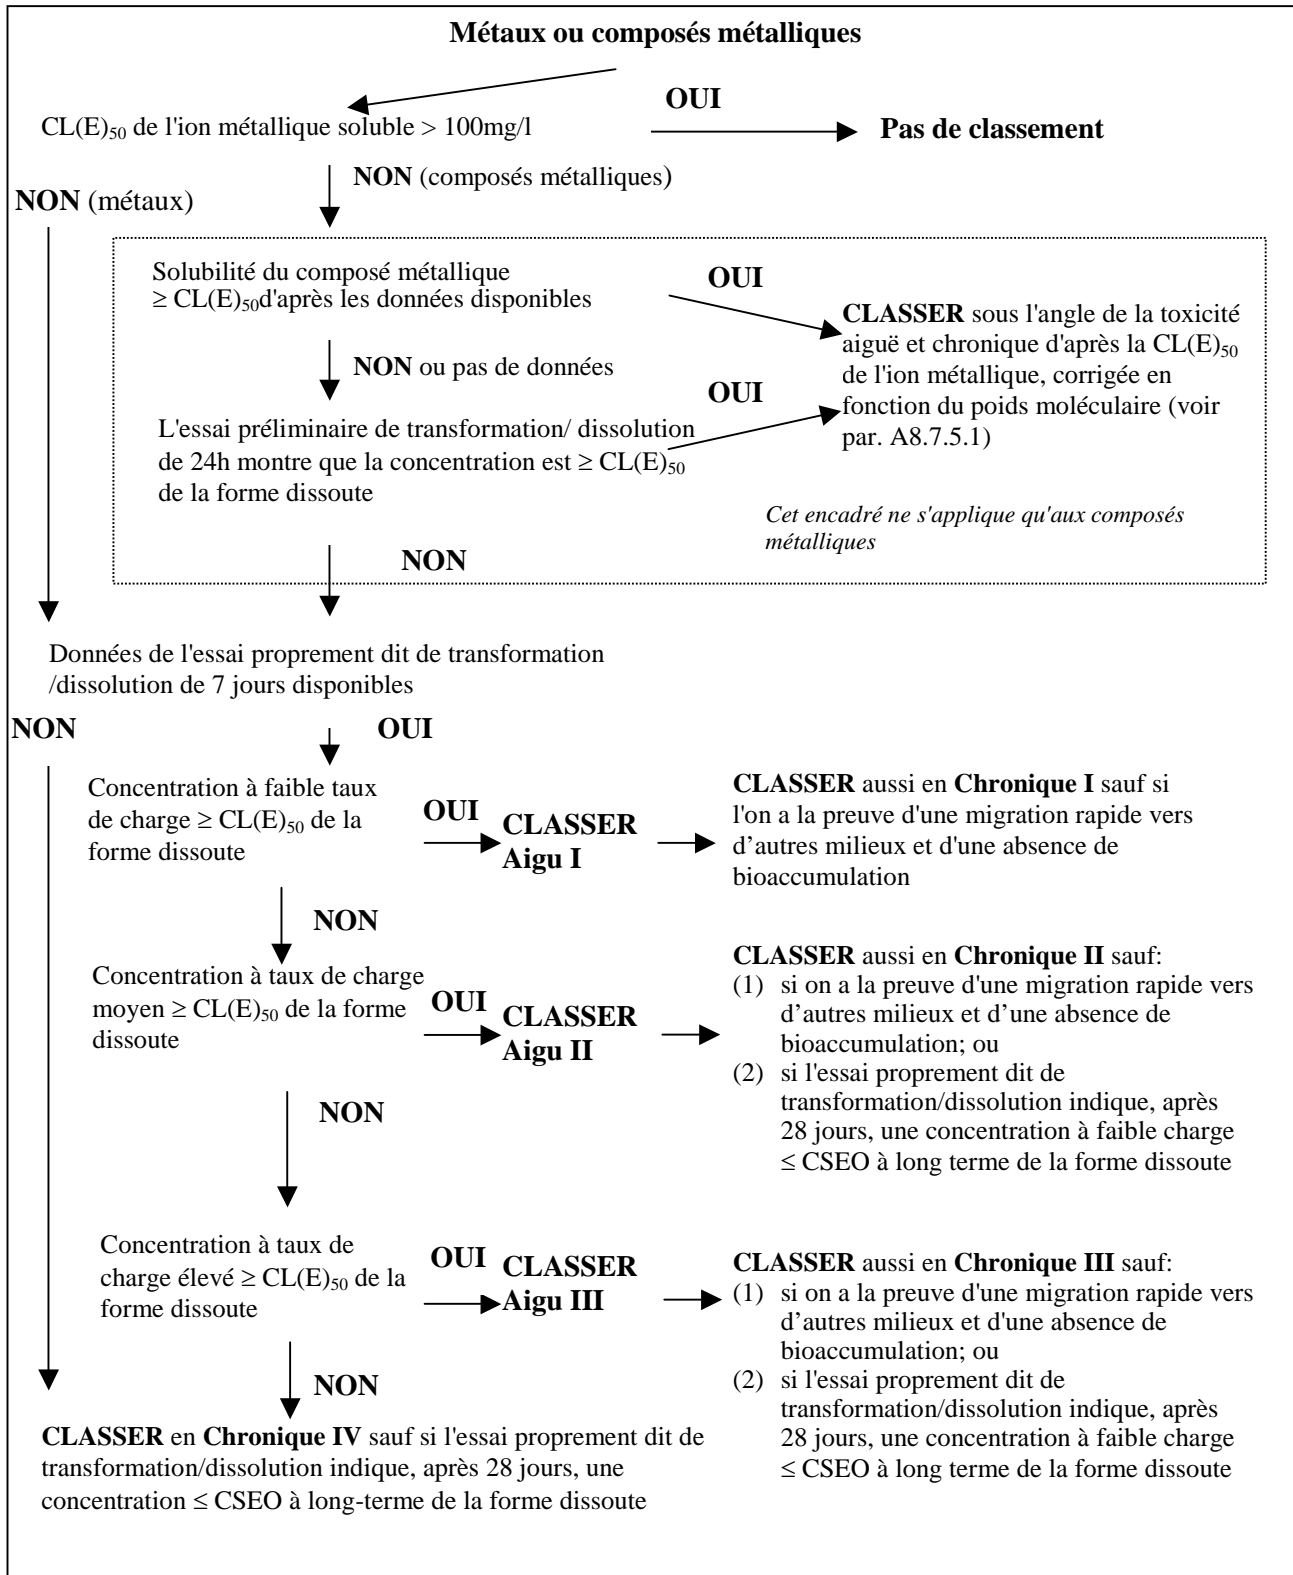 Métaux ou composés métalliques
OUI
CL(E)50 de l'ion métallique soluble > 100mg/l
Pas de classement
NON (composés métalliques)
NON (métaux)
Solubilité du composé métallique
≥ CL(E)50d'après les données disponibles
OUI
CLASSER sous l'angle de la toxicité
aiguë et chronique d'après la CL(E)50
de l'ion métallique, corrigée en
fonction du poids moléculaire (voir
par. A8.7.5.1)
NON ou pas de données
OUI
L'essai préliminaire de transformation/ dissolution
de 24h montre que la concentration est ≥ CL(E)50
de la forme dissoute
Cet encadré ne s'applique qu'aux composés
métalliques
NON
Données de l'essai proprement dit de transformation
/dissolution de 7 jours disponibles
NON
OUI
Concentration à faible taux
de charge ≥ CL(E)50 de la
forme dissoute
OUI
CLASSER
Aigu I
CLASSER aussi en Chronique I sauf si
l'on a la preuve d'une migration rapide vers
d’autres milieux et d'une absence de
bioaccumulation
NON
Concentration à taux de charge
moyen ≥ CL(E)50 de la forme
dissoute
OUI
CLASSER
Aigu II
CLASSER aussi en Chronique II sauf:
(1) si on a la preuve d'une migration rapide vers
d’autres milieux et d’une absence de
bioaccumulation; ou
(2) si l'essai proprement dit de
transformation/dissolution indique, après
28 jours, une concentration à faible charge
≤ CSEO à long terme de la forme dissoute
NON
Concentration à taux de
charge élevé ≥ CL(E)50 de la
forme dissoute
OUI
CLASSER
Aigu III
CLASSER aussi en Chronique III sauf:
(1) si on a la preuve d'une migration rapide vers
d’autres milieux et d'une absence de
bioaccumulation; ou
(2) si l'essai proprement dit de
transformation/dissolution indique, après
28 jours, une concentration à faible charge
≤ CSEO à long terme de la forme dissoute
NON
CLASSER en Chronique IV sauf si l'essai proprement dit de
transformation/dissolution indique, après 28 jours, une
concentration ≤ CSEO à long-terme de la forme dissoute